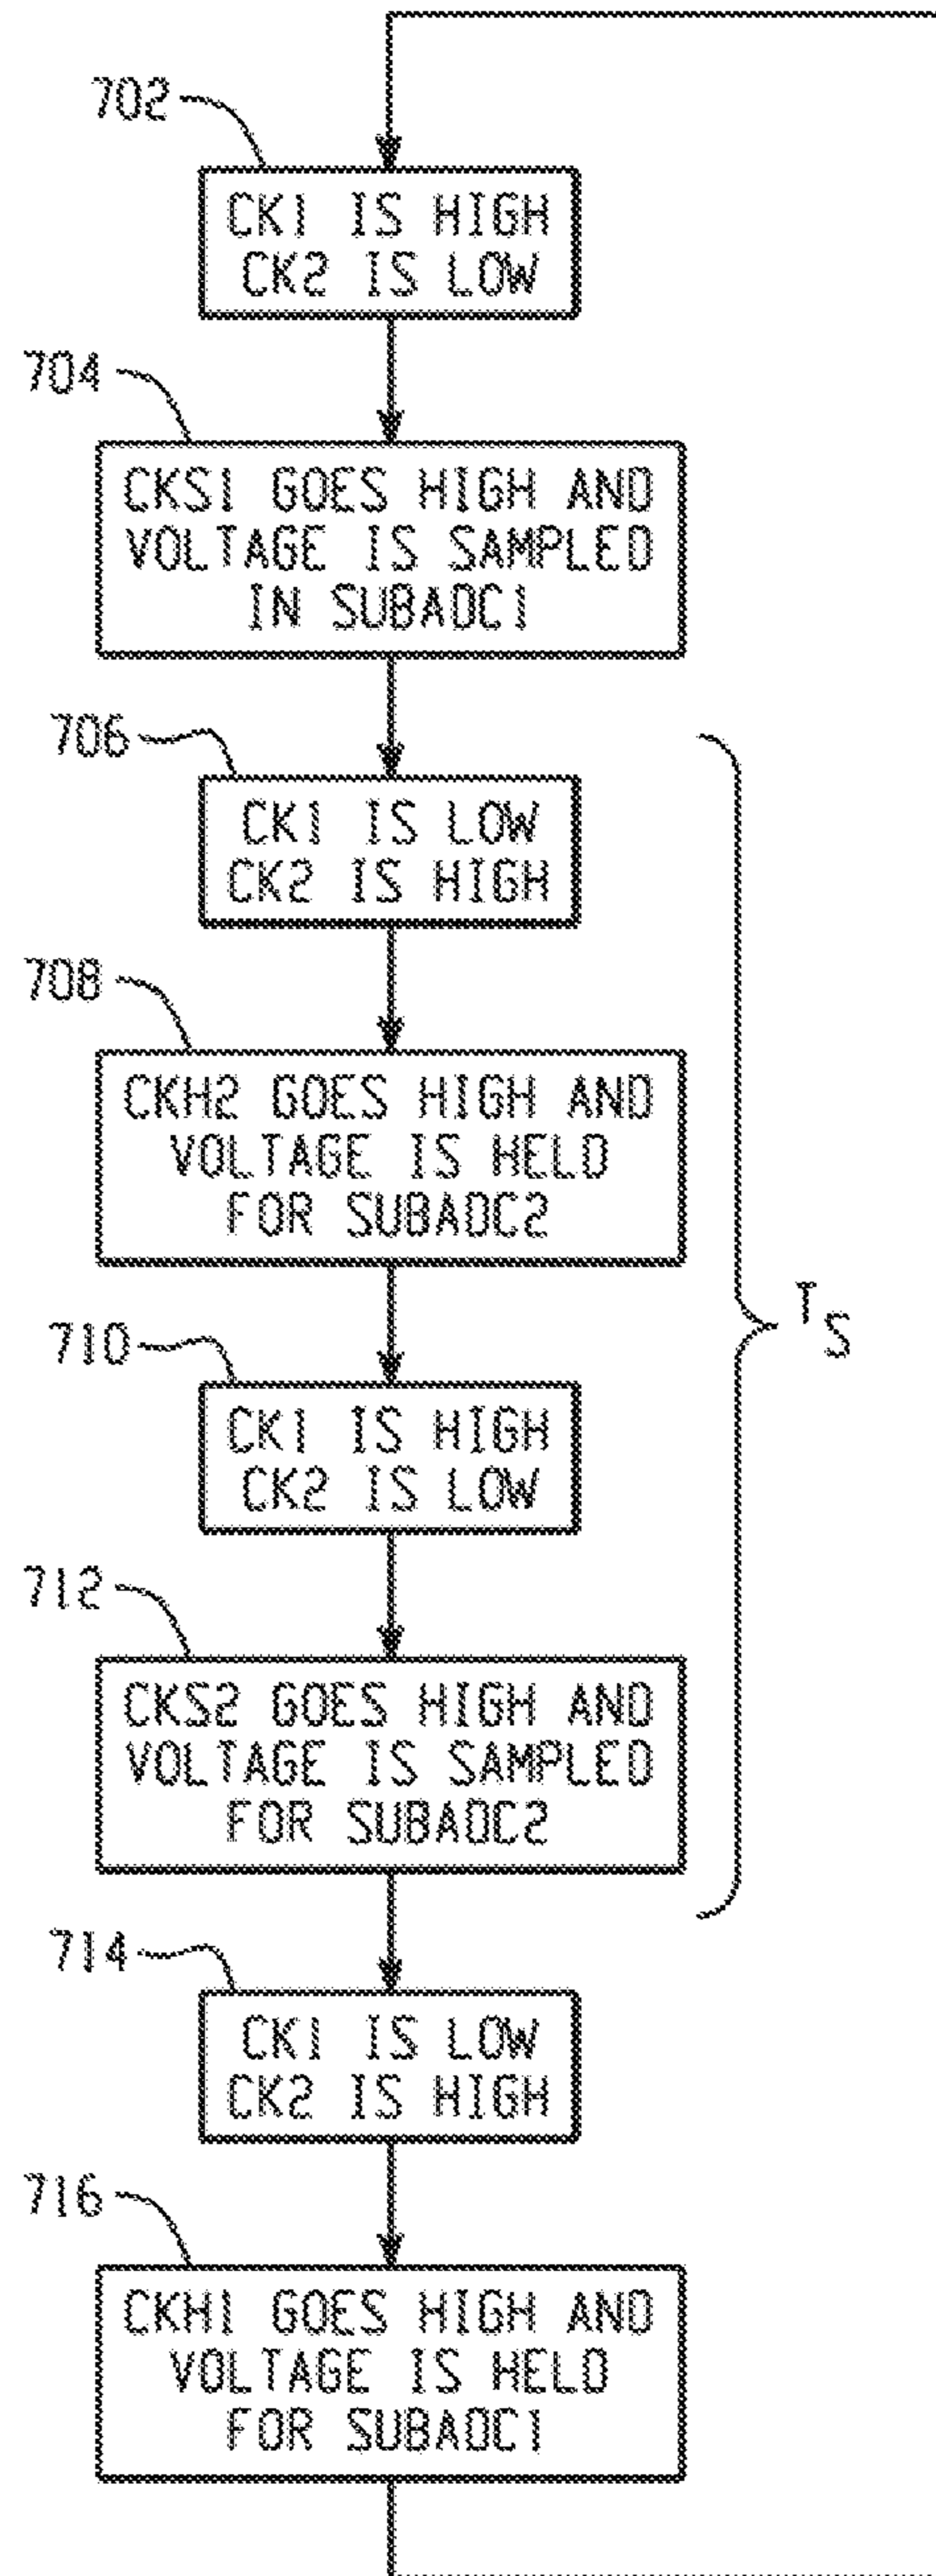 702
CK1 IS HIGH
CK2 IS LOW
704
CKS1 GOES HIGH AND
VOLTAGE IS SAMPLED
IN SUBADC1
706
CK1 IS LOW
CK2 IS HIGH
708
CKH2 GOES HIGH AND
VOLTAGE IS HELD
FOR SUBADC2
TS
710
CK1 IS HIGH
CK2 IS LOW
712
CKS2 GOES HIGH AND
VOLTAGE IS SAMPLED
FOR SUBADC2
714
CK1 IS LOW
CK2 IS HIGH
716
CKH1 GOES HIGH AND
VOLTAGE IS HELD
FOR SUBADC1